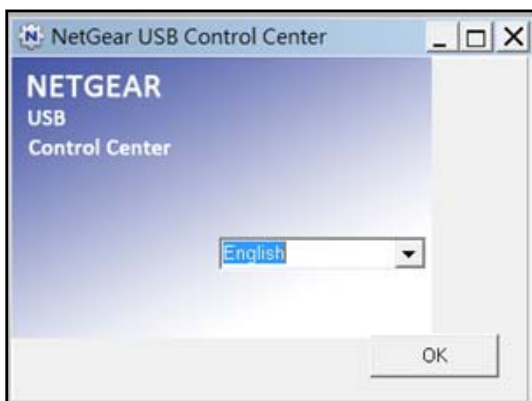 NetGear USB Control Center
NETGEAR
USB
Control Center
English
OK